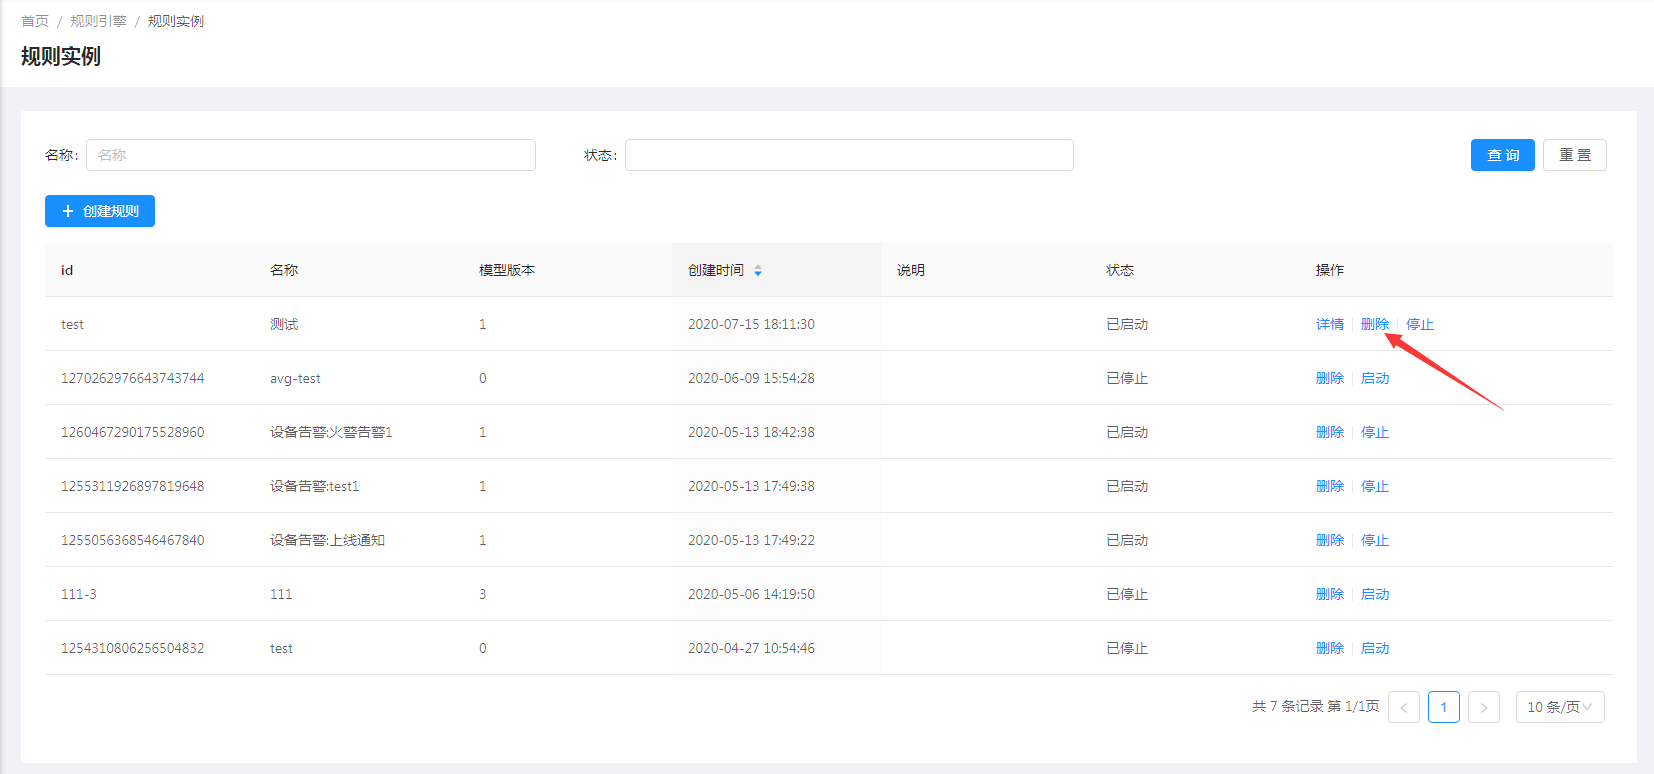 首页 / 规则引擎 / 规则实例
规则实例
名称: 名称 状态: 查 询 重 置
+ 创建规则
id 名称 模型版本 创建时间 说明 状态 操作
test 测试 1 2020-07-15 18:11:30 已启动 详情 删除 停止
1270262976643743744 avg-test 0 2020-06-09 15:54:28 已停止 删除 启动
1260467290175528960 设备告警:火警告警1 1 2020-05-13 18:42:38 已启动 删除 停止
1255311926897819648 设备告警:test1 1 2020-05-13 17:49:38 已启动 删除 停止
1255056368546467840 设备告警:上线通知 1 2020-05-13 17:49:22 已启动 删除 停止
111-3 111 3 2020-05-06 14:19:50 已停止 删除 启动
1254310806256504832 test 0 2020-04-27 10:54:46 已停止 删除 启动
共 7 条记录 第 1/1页 < 1 > 10 条/页